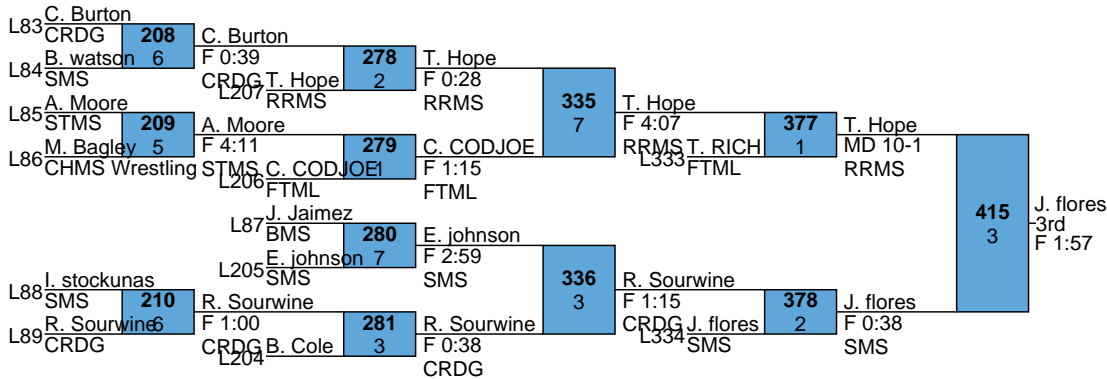 C. Burton
L83
CRDG
208
6
B. watson
L84
SMS
C. Burton
F 0:39
CRDG
278
2
L207
T. Hope
RRMS
T. Hope
F 0:28
RRMS
A. Moore
L85
STMS
209
5
M. Bagley
L86
CHMS Wrestling
A. Moore
F 4:11
STMS
279
1
L206
C. CODJOE
FTML
C. CODJOE
F 1:15
FTML
335
7
T. Hope
F 4:07
RRMS
377
1
L333
T. RICH
FTML
T. Hope
MD 10-1
RRMS
J. Jaimez
L87
BMS
280
7
E. johnson
L205
SMS
E. johnson
F 2:59
SMS
I. stockunas
L88
SMS
210
6
R. Sourwine
L89
CRDG
R. Sourwine
F 1:00
CRDG
281
3
L204
B. Cole
R. Sourwine
F 0:38
CRDG
336
3
R. Sourwine
F 1:15
CRDG
378
2
L334
J. flores
SMS
J. flores
F 0:38
SMS
415
3
J. flores
3rd
F 1:57